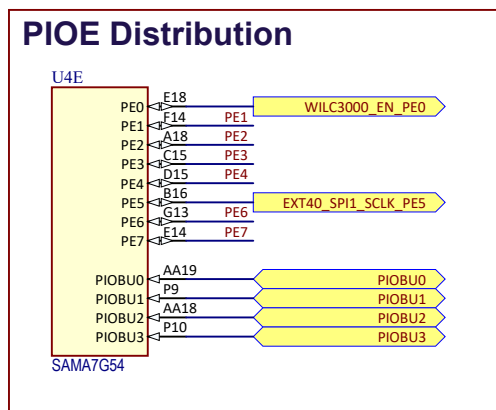 PIOE Distribution
U4E
PE0 E18 WILC3000_EN_PE0
PE1 F14 PE1
PE2 A18 PE2
PE3 C15 PE3
PE4 D15 PE4
PE5 B16 EXT40_SPI1_SCLK_PE5
PE6 G13 PE6
PE7 E14 PE7
PIOBU0 AA19 PIOBU0
PIOBU1 P9 PIOBU1
PIOBU2 AA18 PIOBU2
PIOBU3 P10 PIOBU3
SAMA7G54